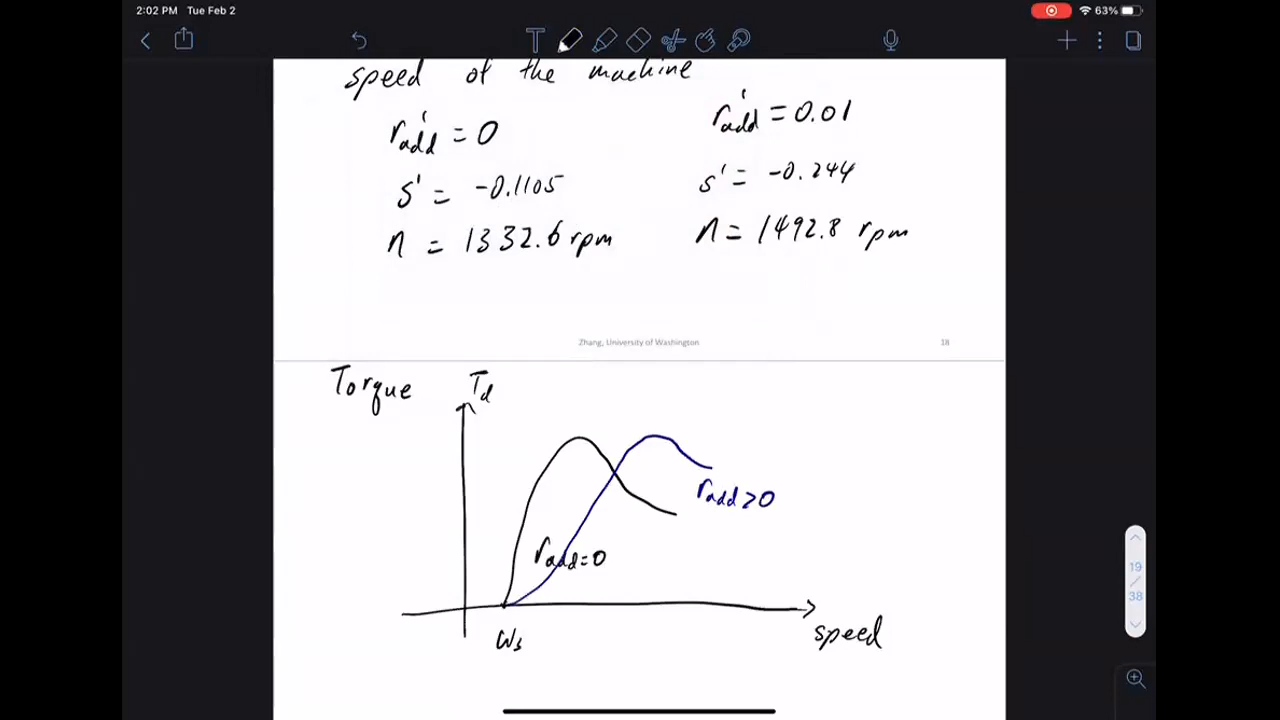 2:02 PM Tue Feb 2
63%
speed of the machine
r'add = 0
s' = -0.1105
n = 1332.6 rpm
r'add = 0.01
s' = -0.244
n = 1492.8 rpm
Zhang, University of Washington
18
Torque
Td
radd>0
radd=0
ωs
speed
19
/
38